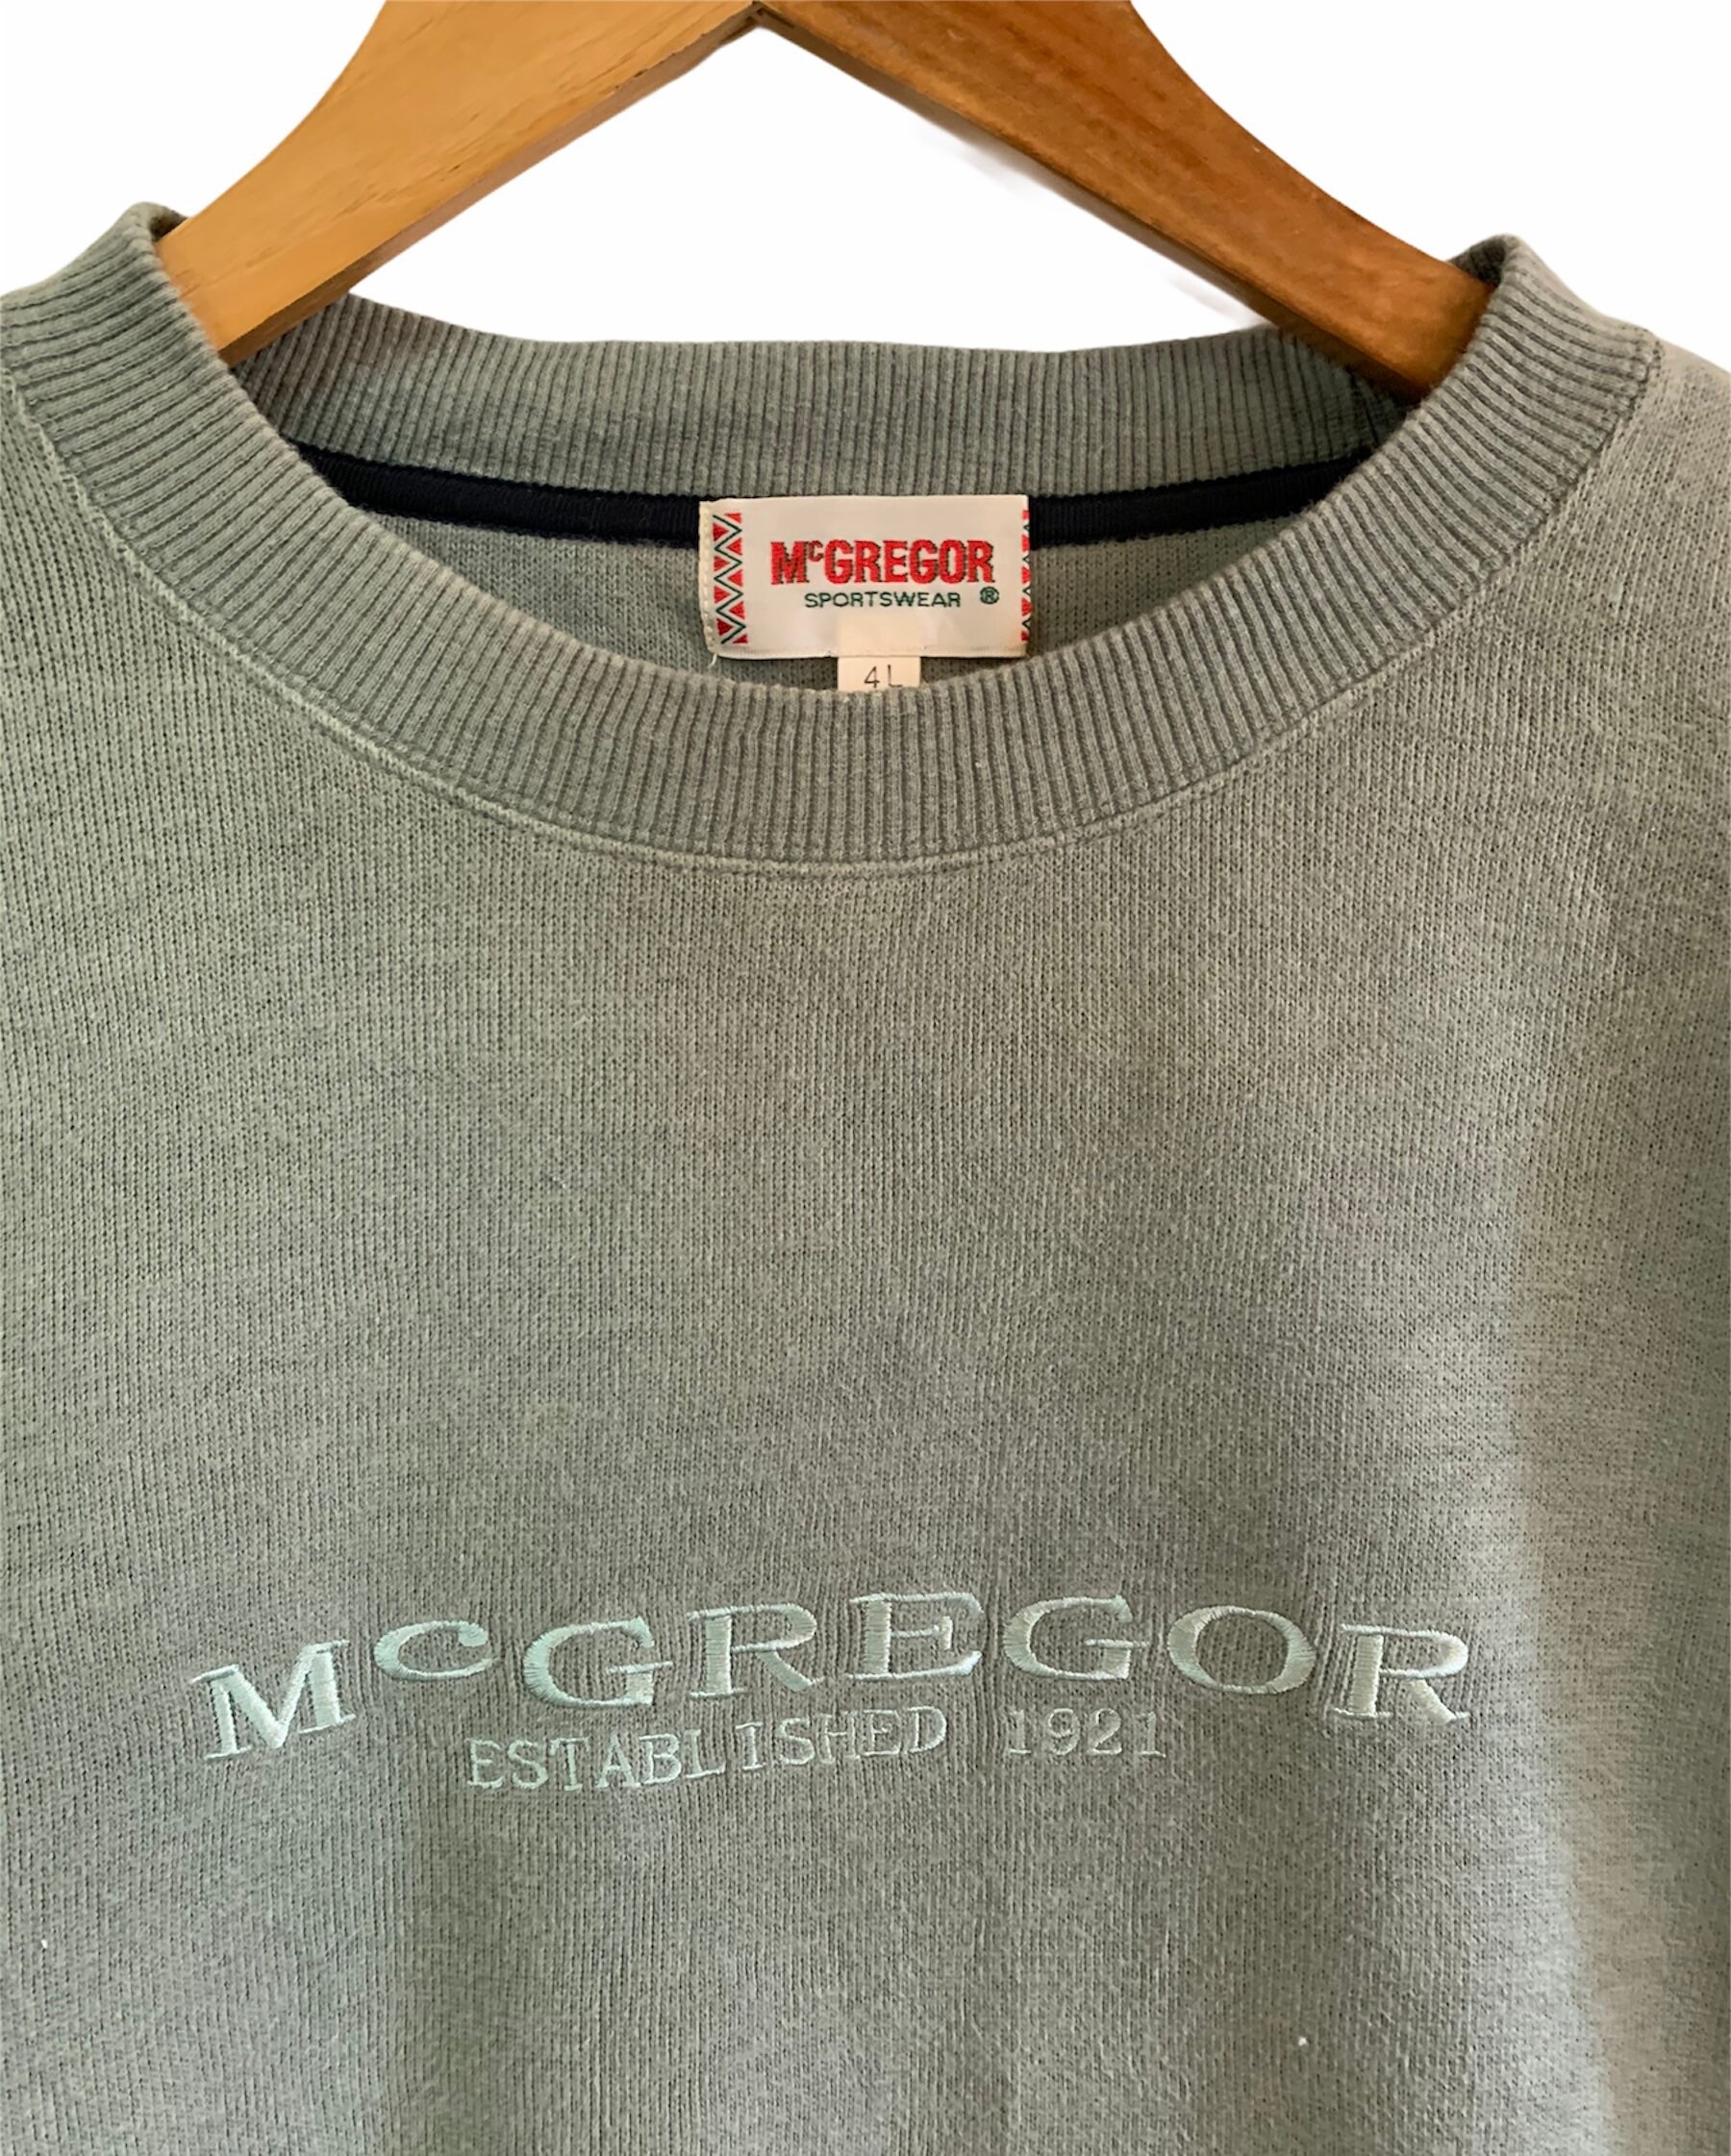 McGREGOR
SPORTSWEAR ®
4L
McGREGOR
ESTABLISHED 1921